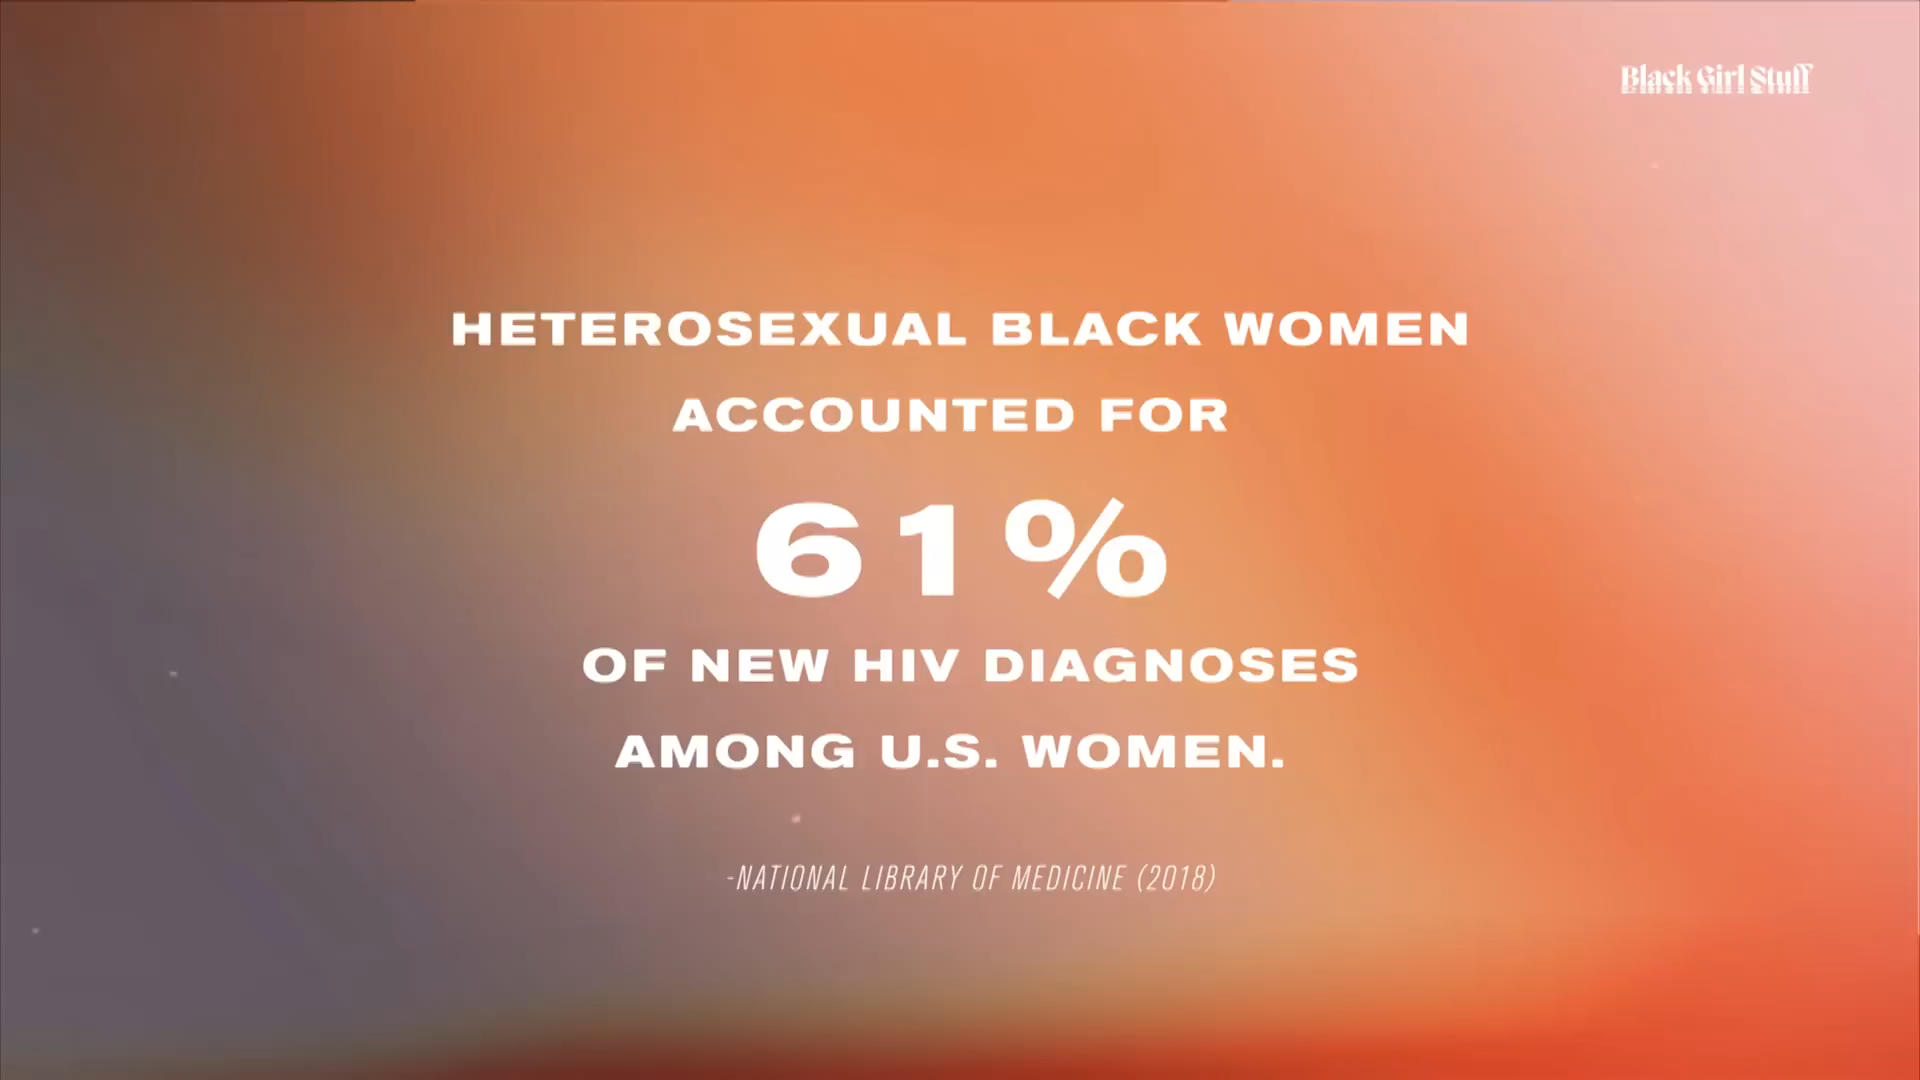 Black Girl Stuff
HETEROSEXUAL BLACK WOMEN
ACCOUNTED FOR
61%
OF NEW HIV DIAGNOSES
AMONG U.S. WOMEN.
-NATIONAL LIBRARY OF MEDICINE (2018)